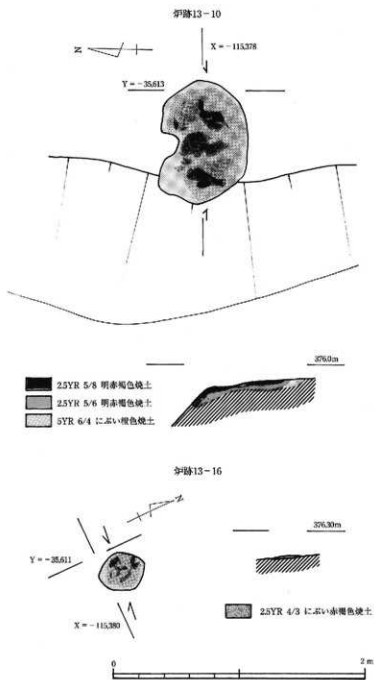 炉跡13-10
N
X = -115,378
Y = -35,613
376.0m
2.5YR 5/8 明赤褐色焼土
2.5YR 5/6 明赤褐色焼土
5YR 6/4 にぶい橙色焼土
炉跡13-16
N
Y = -35,611
376.30m
X = -115,380
2.5YR 4/3 にぶい赤褐色焼土
0
2 m